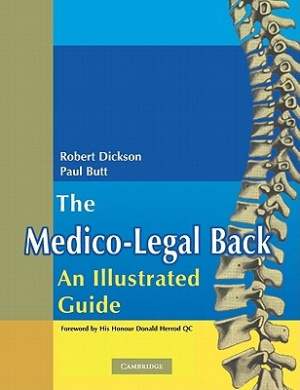 Robert Dickson
Paul Butt
The
Medico-Legal Back
An Illustrated
Guide
Foreword by His Honour Donald Herrod QC
CAMBRIDGE